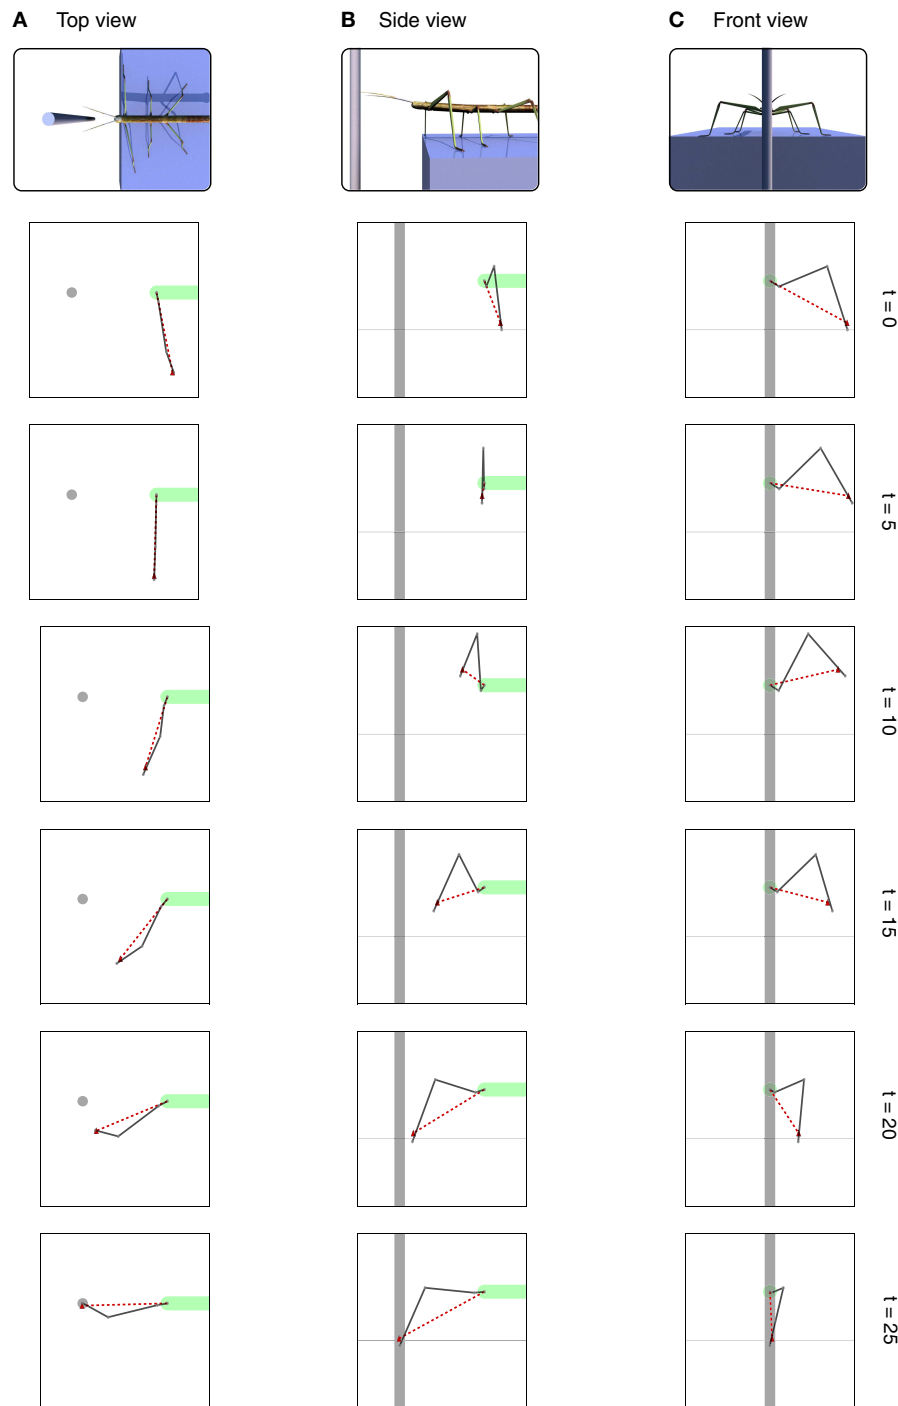 A Top view
B Side view
C Front view
t = 0
t = 5
t = 10
t = 15
t = 20
t = 25